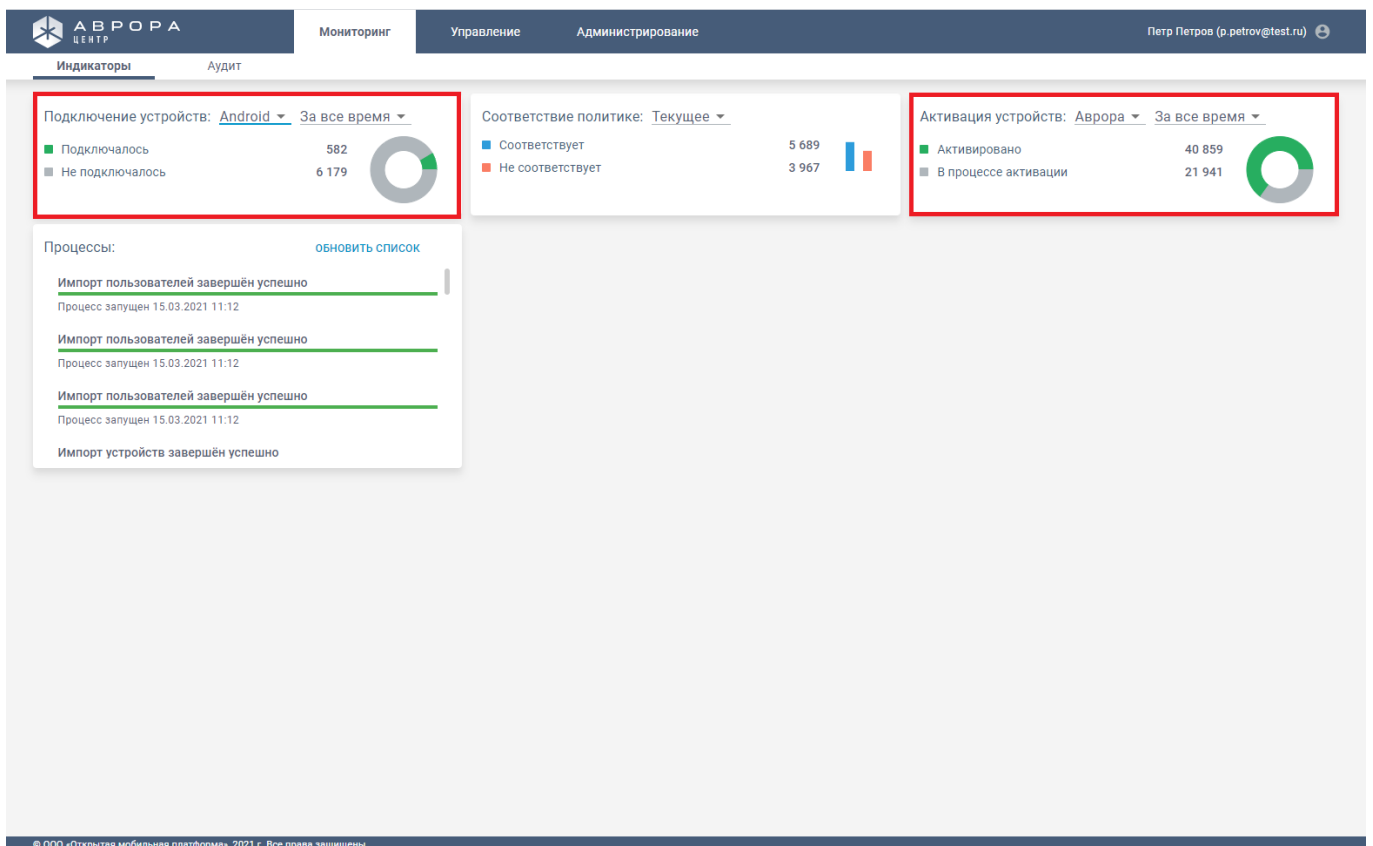 АВРОРА
ЦЕНТР
Мониторинг Управление Администрирование Петр Петров (p.petrov@test.ru)
Индикаторы Аудит
Подключение устройств: Android За все время
Подключалось 582
Не подключалось 6 179
Соответствие политике: Текущее
Соответствует 5 689
Не соответствует 3 967
Активация устройств: Аврора За все время
Активировано 40 859
В процессе активации 21 941
Процессы: ОБНОВИТЬ СПИСОК
Импорт пользователей завершён успешно
Процесс запущен 15.03.2021 11:12
Импорт пользователей завершён успешно
Процесс запущен 15.03.2021 11:12
Импорт пользователей завершён успешно
Процесс запущен 15.03.2021 11:12
Импорт устройств завершён успешно
© ООО «Открытая мобильная платформа», 2021 г. Все права защищены